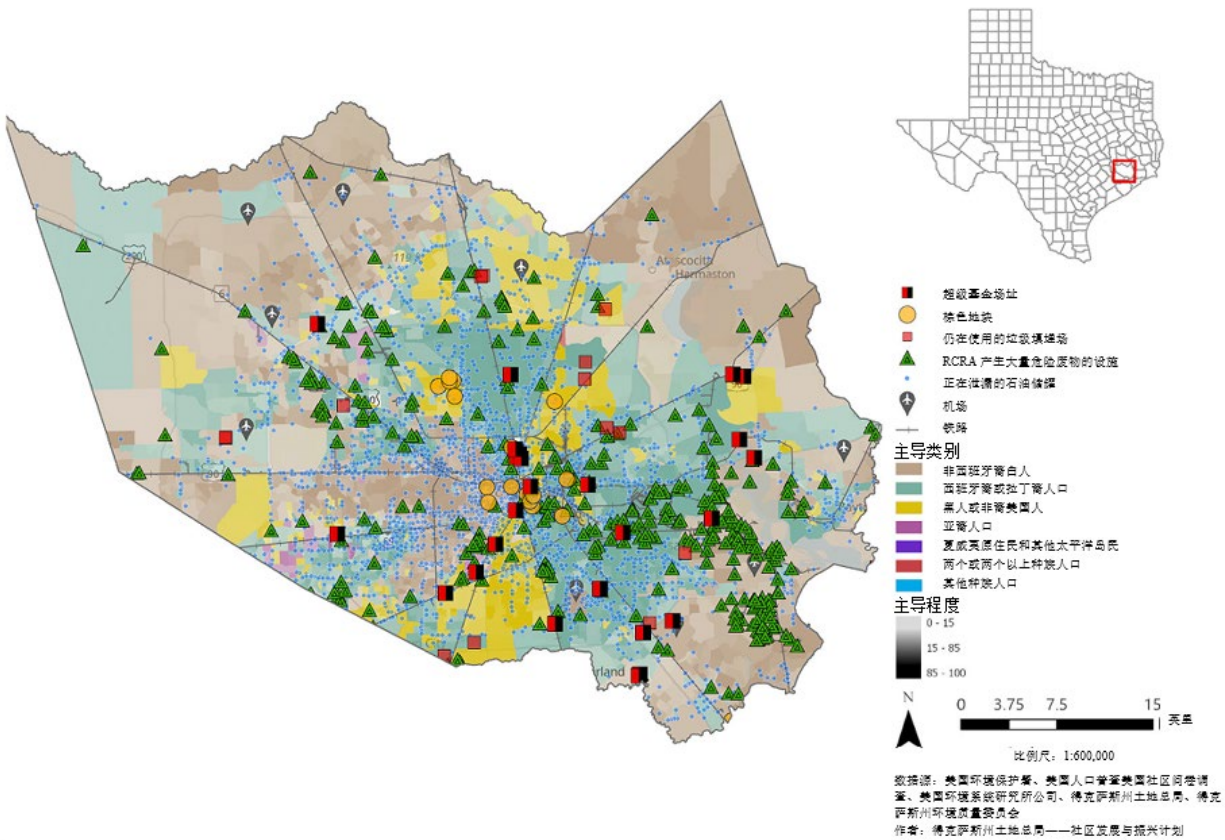 290
6
110
Atascocith
Harmaston
90
90
rland
超级基金场址
棕色地块
仍在使用的垃圾填埋场
RCRA 产生大量危险废物的设施
正在泄漏的石油储罐
机场
铁路
主导类别
非西班牙裔白人
西班牙裔或拉丁裔人口
黑人或非裔美国人
亚裔人口
夏威夷原住民和其他太平洋岛民
两个或两个以上种族人口
其他种族人口
主导程度
0 - 15
15 - 85
85 - 100
N
0 3.75 7.5 15
英里
比例尺：1:600,000
数据源：美国环境保护署、美国人口普查美国社区问卷调
查、美国环境系统研究所公司、得克萨斯州土地总局、得克
萨斯州环境质量委员会
作者：得克萨斯州土地总局——社区发展与振兴计划